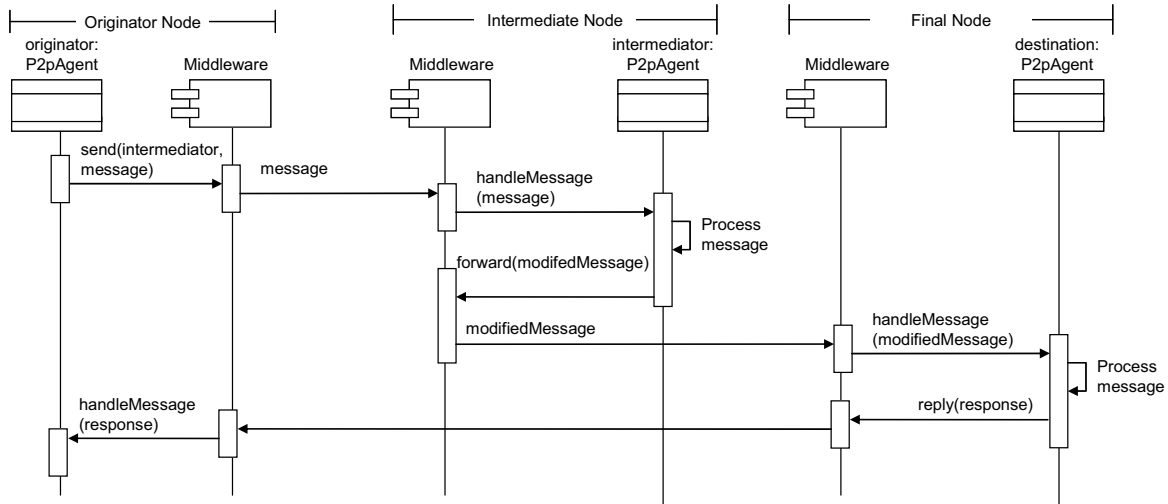 Originator Node
Intermediate Node
Final Node
originator:
P2pAgent
Middleware
Middleware
intermediator:
P2pAgent
Middleware
destination:
P2pAgent
send(intermediator,
message)
message
handleMessage
(message)
Process
message
forward(modifedMessage)
modifiedMessage
handleMessage
(modifiedMessage)
Process
message
reply(response)
handleMessage
(response)